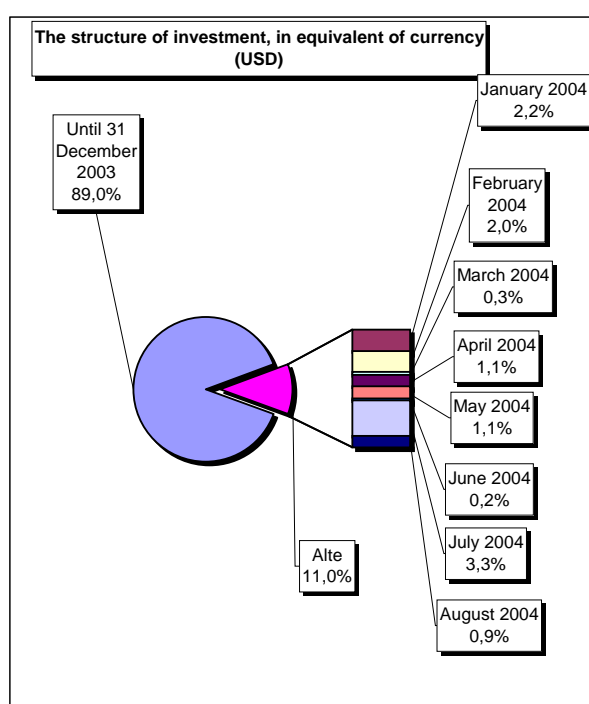 The structure of investment, in equivalent of currency
(USD)
January 2004
2,2%
Until 31
December
2003
89,0%
February
2004
2,0%
March 2004
0,3%
April 2004
1,1%
May 2004
1,1%
June 2004
0,2%
Alte
11,0%
July 2004
3,3%
August 2004
0,9%